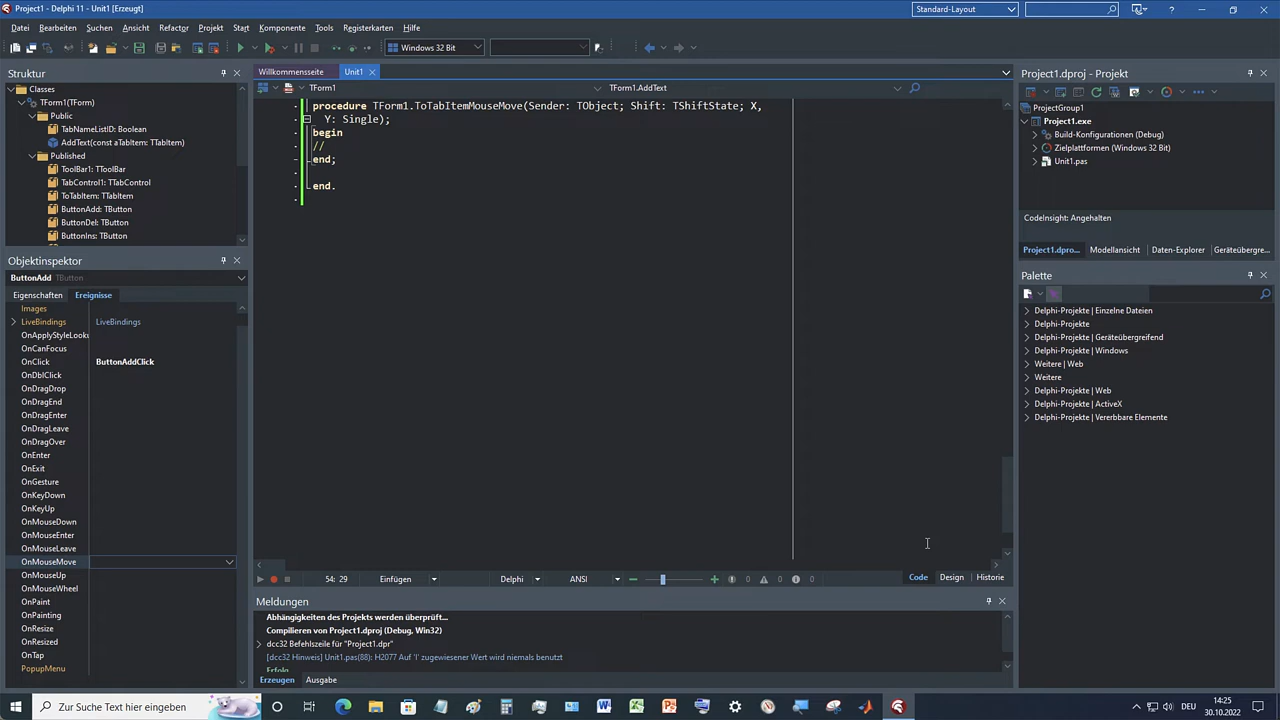 Project1 - Delphi 11 - Unit1 [Erzeugt]
Standard-Layout
Datei Bearbeiten Suchen Ansicht Refactor Projekt Start Komponente Tools Registerkarten Hilfe
Windows 32 Bit
Struktur
Classes
TForm1(TForm)
Public
TabNameListID: Boolean
AddText(const aTabItem: TTabItem)
Published
ToolBar1: TToolBar
TabControl1: TTabControl
ToTabItem: TTabItem
ButtonAdd: TButton
ButtonDel: TButton
ButtonIns: TButton
Objektinspektor
ButtonAdd TButton
Eigenschaften Ereignisse
Images
LiveBindings LiveBindings
OnApplyStyleLooku
OnCanFocus
OnClick ButtonAddClick
OnDblClick
OnDragDrop
OnDragEnd
OnDragEnter
OnDragLeave
OnDragOver
OnEnter
OnExit
OnGesture
OnKeyDown
OnKeyUp
OnMouseDown
OnMouseEnter
OnMouseLeave
OnMouseMove
OnMouseUp
OnMouseWheel
OnPaint
OnPainting
OnResize
OnResized
OnTap
PopupMenu
Willkommensseite Unit1
TForm1 TForm1.AddText
procedure TForm1.ToTabItemMouseMove(Sender: TObject; Shift: TShiftState; X,
Y: Single);
begin
//
end;
end.
54: 29 Einfügen Delphi ANSI 0 0 0 Code Design Historie
Meldungen
Abhängigkeiten des Projekts werden überprüft...
Compilieren von Project1.dproj (Debug, Win32)
dcc32 Befehlszeile für "Project1.dpr"
[dcc32 Hinweis] Unit1.pas(88): H2077 Auf 'I' zugewiesener Wert wird niemals benutzt
Erfolg
Erzeugen Ausgabe
Project1.dproj - Projekt
ProjectGroup1
Project1.exe
Build-Konfigurationen (Debug)
Zielplattformen (Windows 32 Bit)
Unit1.pas
CodeInsight: Angehalten
Project1.dpro... Modellansicht Daten-Explorer Geräteübergre...
Palette
Delphi-Projekte | Einzelne Dateien
Delphi-Projekte
Delphi-Projekte | Geräteübergreifend
Delphi-Projekte | Windows
Weitere | Web
Weitere
Delphi-Projekte | Web
Delphi-Projekte | ActiveX
Delphi-Projekte | Vererbbare Elemente
Zur Suche Text hier eingeben
DEU
14:25
30.10.2022